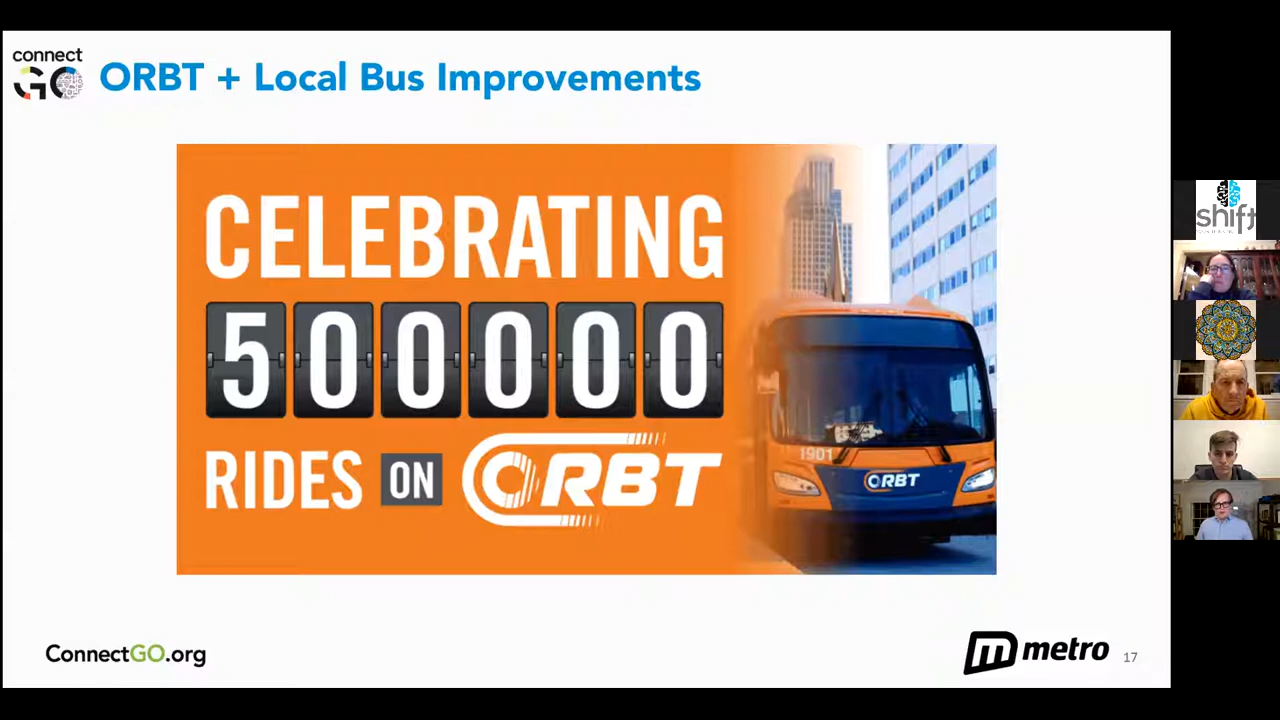 connect
GO
ORBT + Local Bus Improvements
CELEBRATING
500000
RIDES ON ORBT
1901
ORBT
ConnectGO.org
metro
17
shift